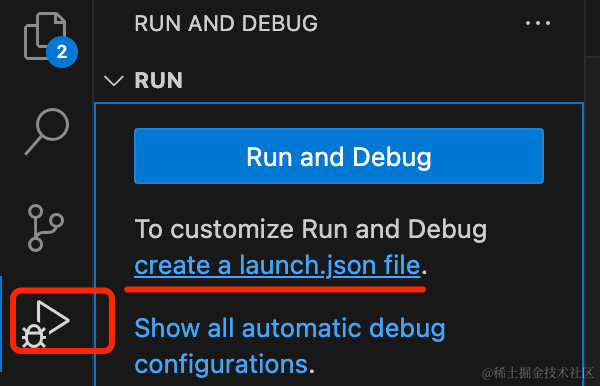 RUN AND DEBUG
2
RUN
Run and Debug
To customize Run and Debug
create a launch.json file.
Show all automatic debug
configurations.
@稀土掘金技术社区